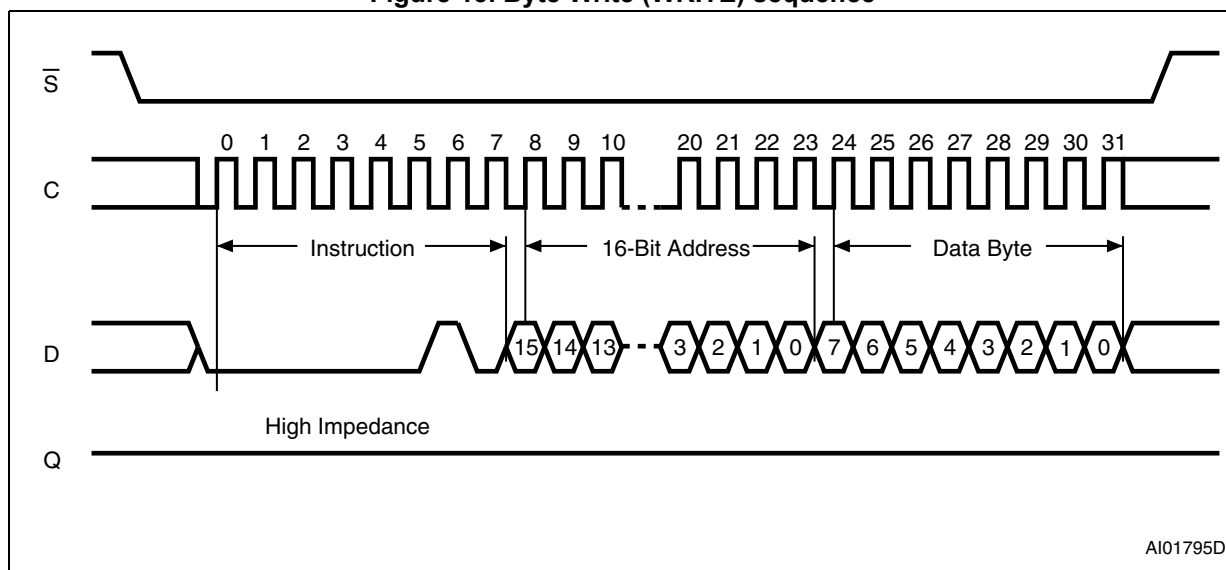 Figure Byte Write (WRITE) sequence
S̅
0 1 2 3 4 5 6 7 8 9 10 20 21 22 23 24 25 26 27 28 29 30 31
C
Instruction 16-Bit Address Data Byte
D 15 14 13 3 2 1 0 7 6 5 4 3 2 1 0
High Impedance
Q
AI01795D